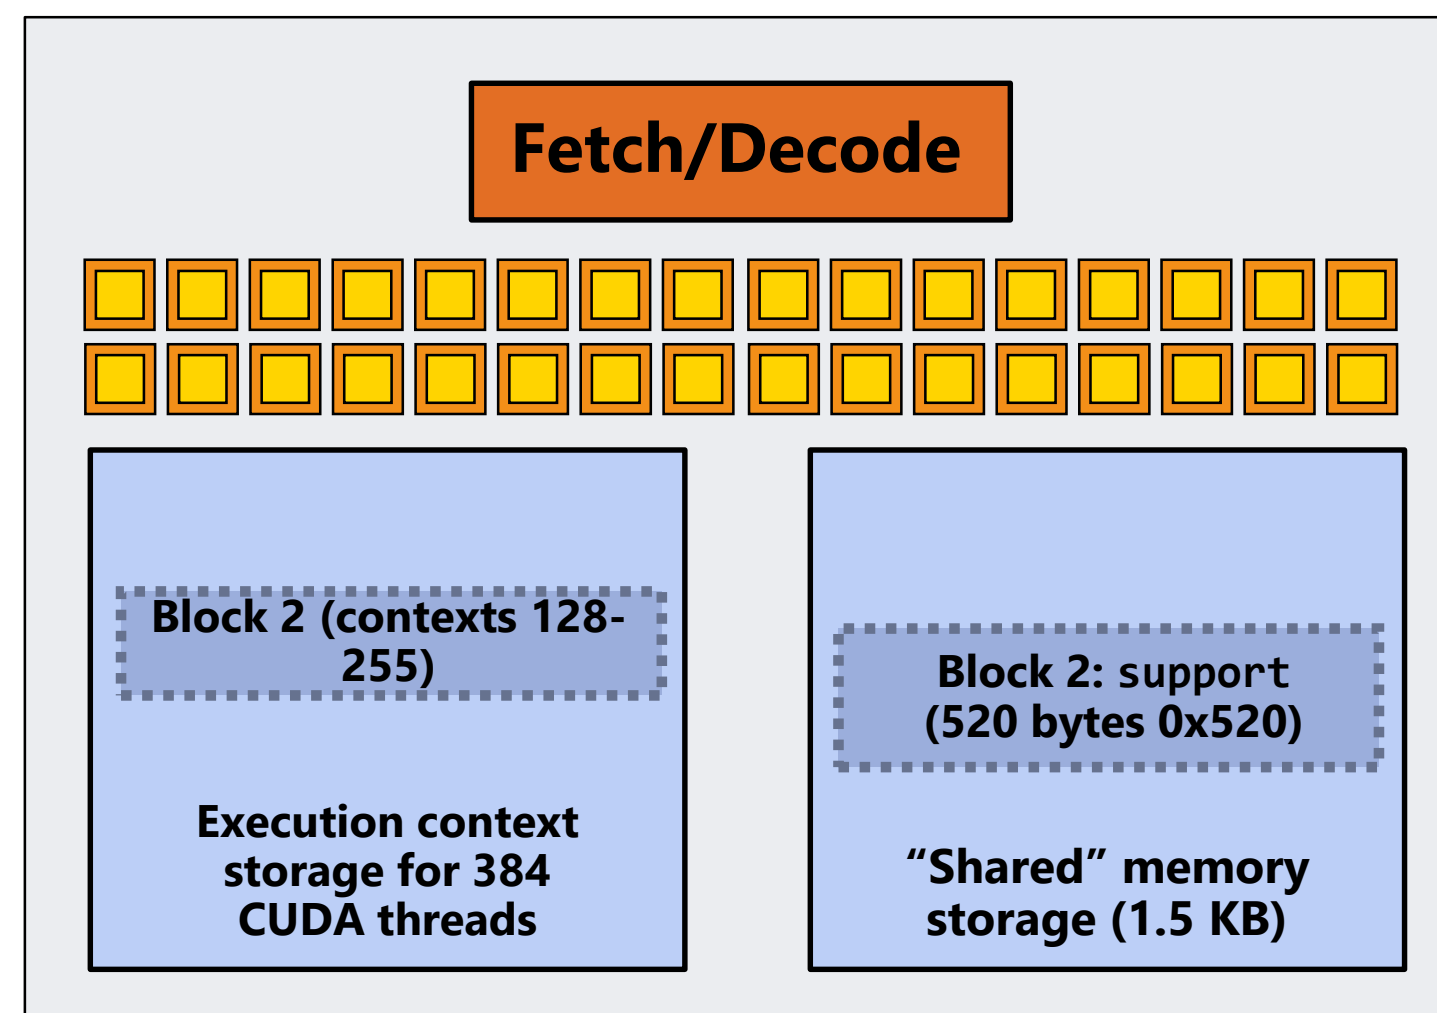 Fetch/Decode
Block 2 (contexts 128-
255)
Execution context
storage for 384
CUDA threads
Block 2: support
(520 bytes 0x520)
“Shared” memory
storage (1.5 KB)